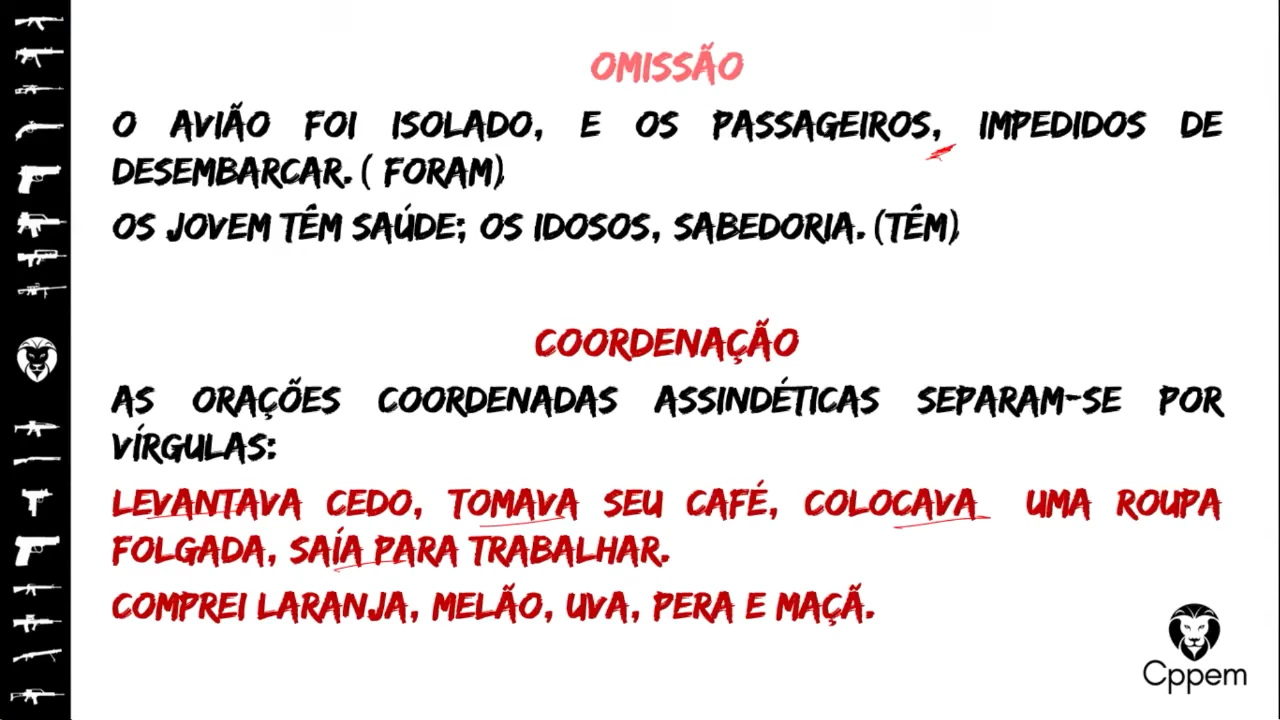 OMISSÃO
O AVIÃO FOI ISOLADO, E OS PASSAGEIROS, IMPEDIDOS DE
DESEMBARCAR. ( FORAM)
OS JOVEM TÊM SAÚDE; OS IDOSOS, SABEDORIA. (TÊM)
COORDENAÇÃO
AS ORAÇÕES COORDENADAS ASSINDÉTICAS SEPARAM-SE POR
VÍRGULAS:
LEVANTAVA CEDO, TOMAVA SEU CAFÉ, COLOCAVA UMA ROUPA
FOLGADA, SAÍA PARA TRABALHAR.
COMPREI LARANJA, MELÃO, UVA, PERA E MAÇÃ.
Cppem